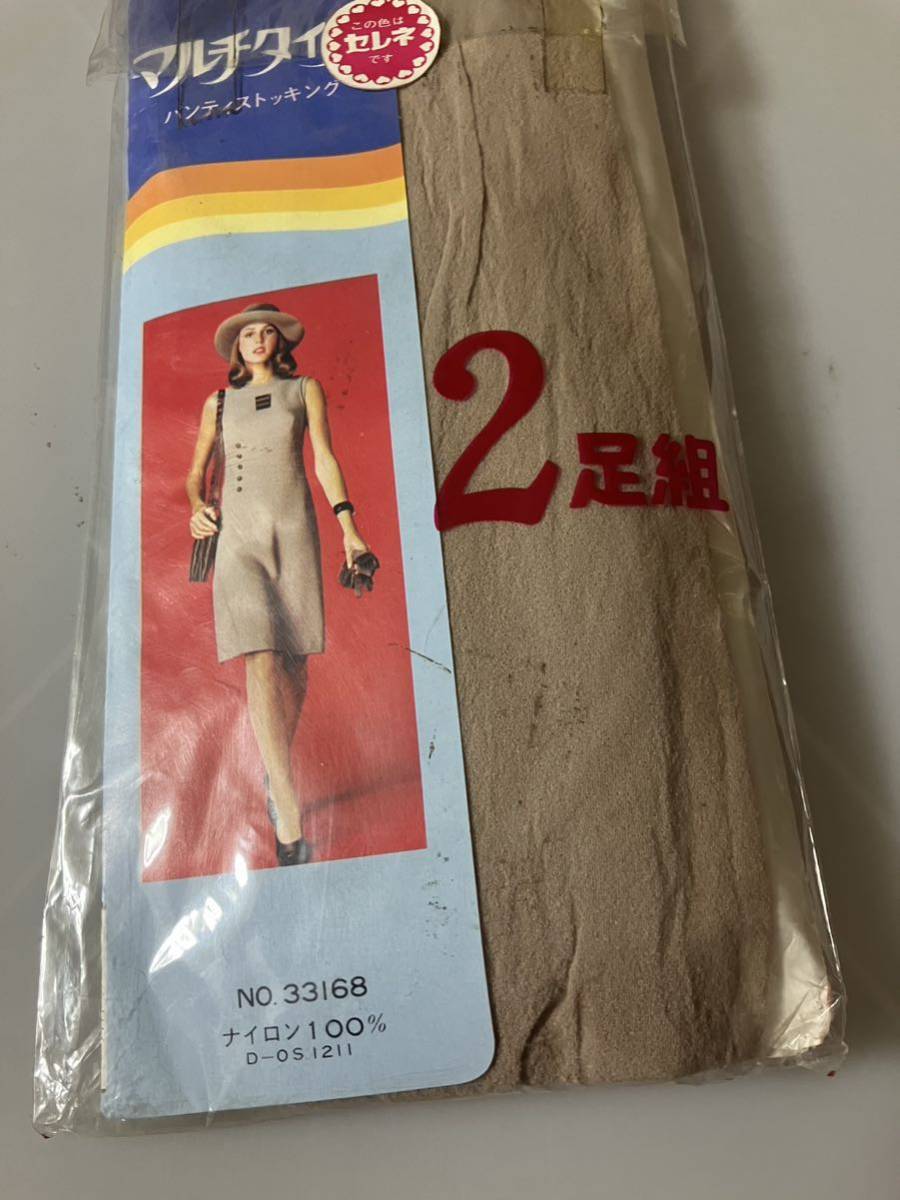 マルチタイ
パンティストッキング
この色は
セレネ
です
2足組
NO. 33168
ナイロン100%
D-OS.1211